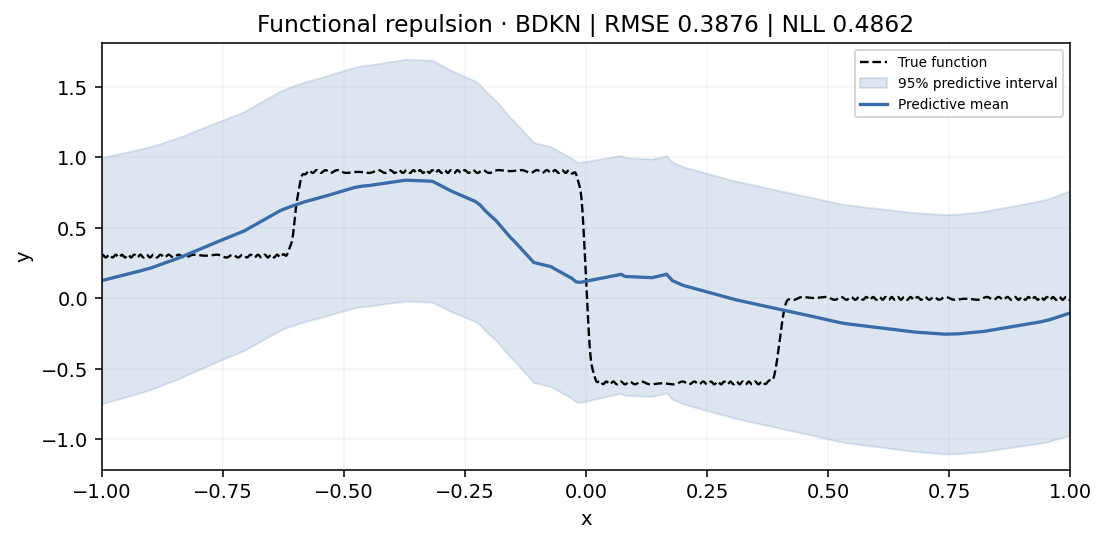 Functional repulsion · BDKN | RMSE 0.3876 | NLL 0.4862
True function
95% predictive interval
Predictive mean
y
1.5
1.0
0.5
0.0
−0.5
−1.0
−1.00 −0.75 −0.50 −0.25 0.00 0.25 0.50 0.75 1.00
x